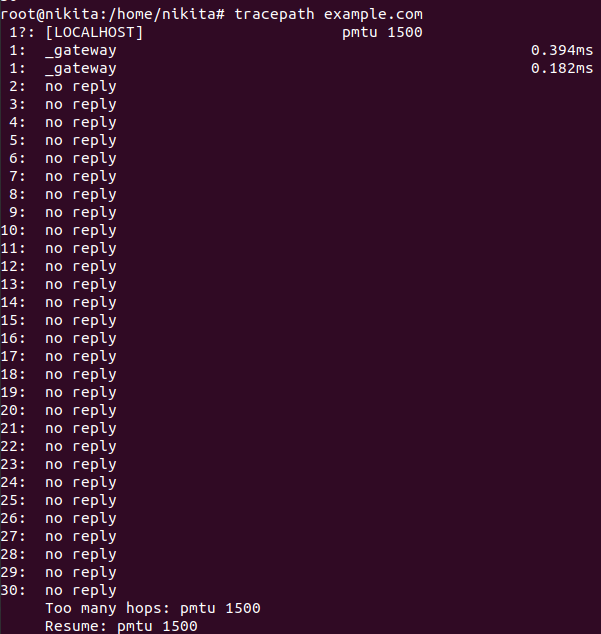 root@nikita:/home/nikita# tracepath example.com
 1?: [LOCALHOST]                      pmtu 1500
 1:  _gateway                                              0.394ms
 1:  _gateway                                              0.182ms
 2:  no reply
 3:  no reply
 4:  no reply
 5:  no reply
 6:  no reply
 7:  no reply
 8:  no reply
 9:  no reply
10:  no reply
11:  no reply
12:  no reply
13:  no reply
14:  no reply
15:  no reply
16:  no reply
17:  no reply
18:  no reply
19:  no reply
20:  no reply
21:  no reply
22:  no reply
23:  no reply
24:  no reply
25:  no reply
26:  no reply
27:  no reply
28:  no reply
29:  no reply
30:  no reply
     Too many hops: pmtu 1500
     Resume: pmtu 1500